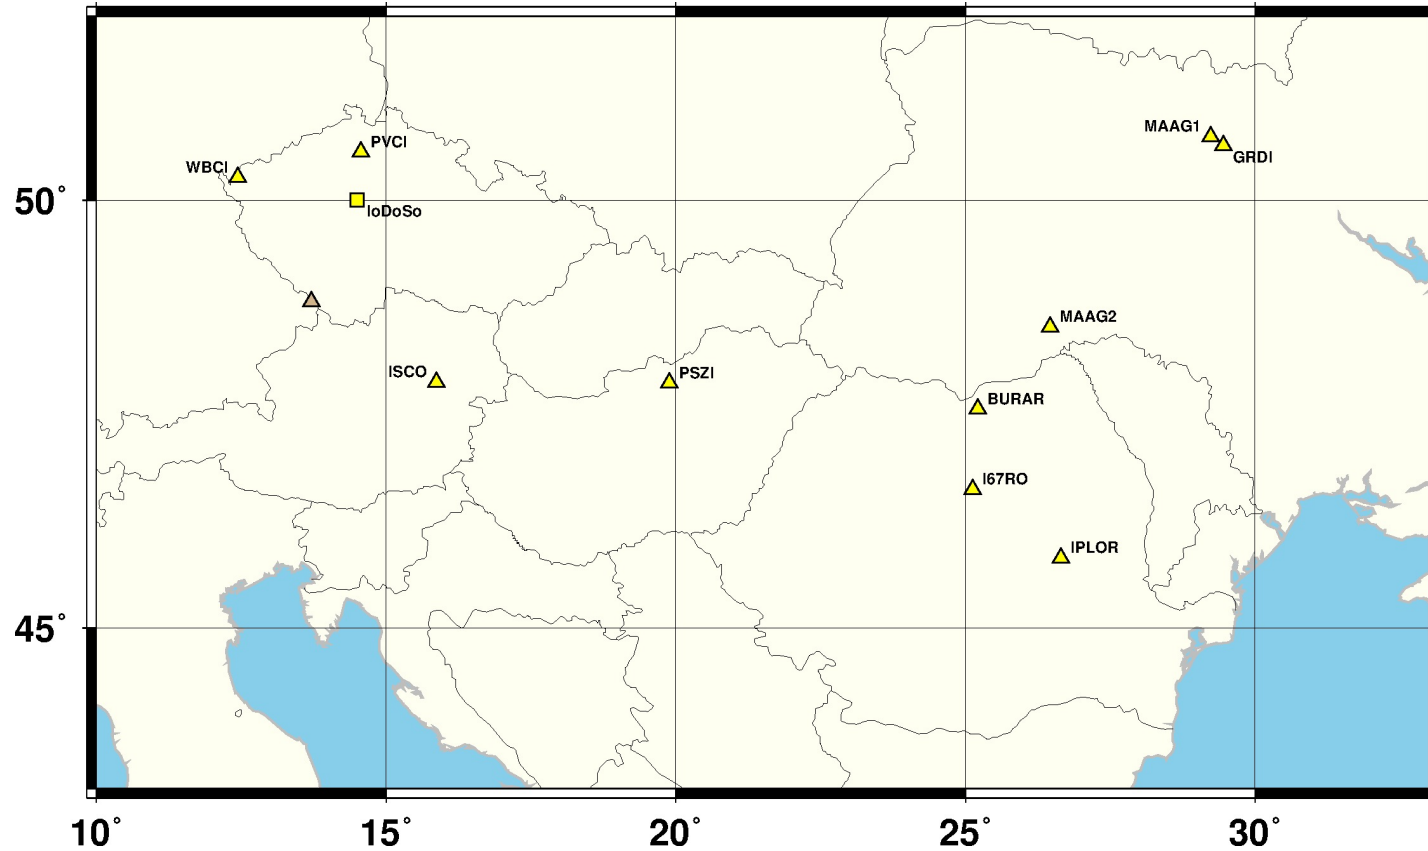 MAAG1
PVCI
GRDI
WBCI
50°
IoDoSo
MAAG2
ISCO
PSZI
BURAR
I67RO
IPLOR
45°
10° 15° 20° 25° 30°